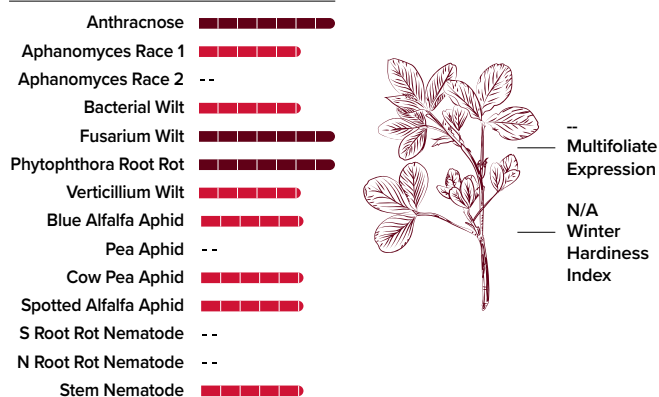 Anthracnose
Aphanomyces Race 1
Aphanomyces Race 2 --
Bacterial Wilt
Fusarium Wilt
Phytophthora Root Rot
Verticillium Wilt
Blue Alfalfa Aphid
Pea Aphid --
Cow Pea Aphid
Spotted Alfalfa Aphid
S Root Rot Nematode --
N Root Rot Nematode --
Stem Nematode
--
Multifoliate
Expression
N/A
Winter
Hardiness
Index